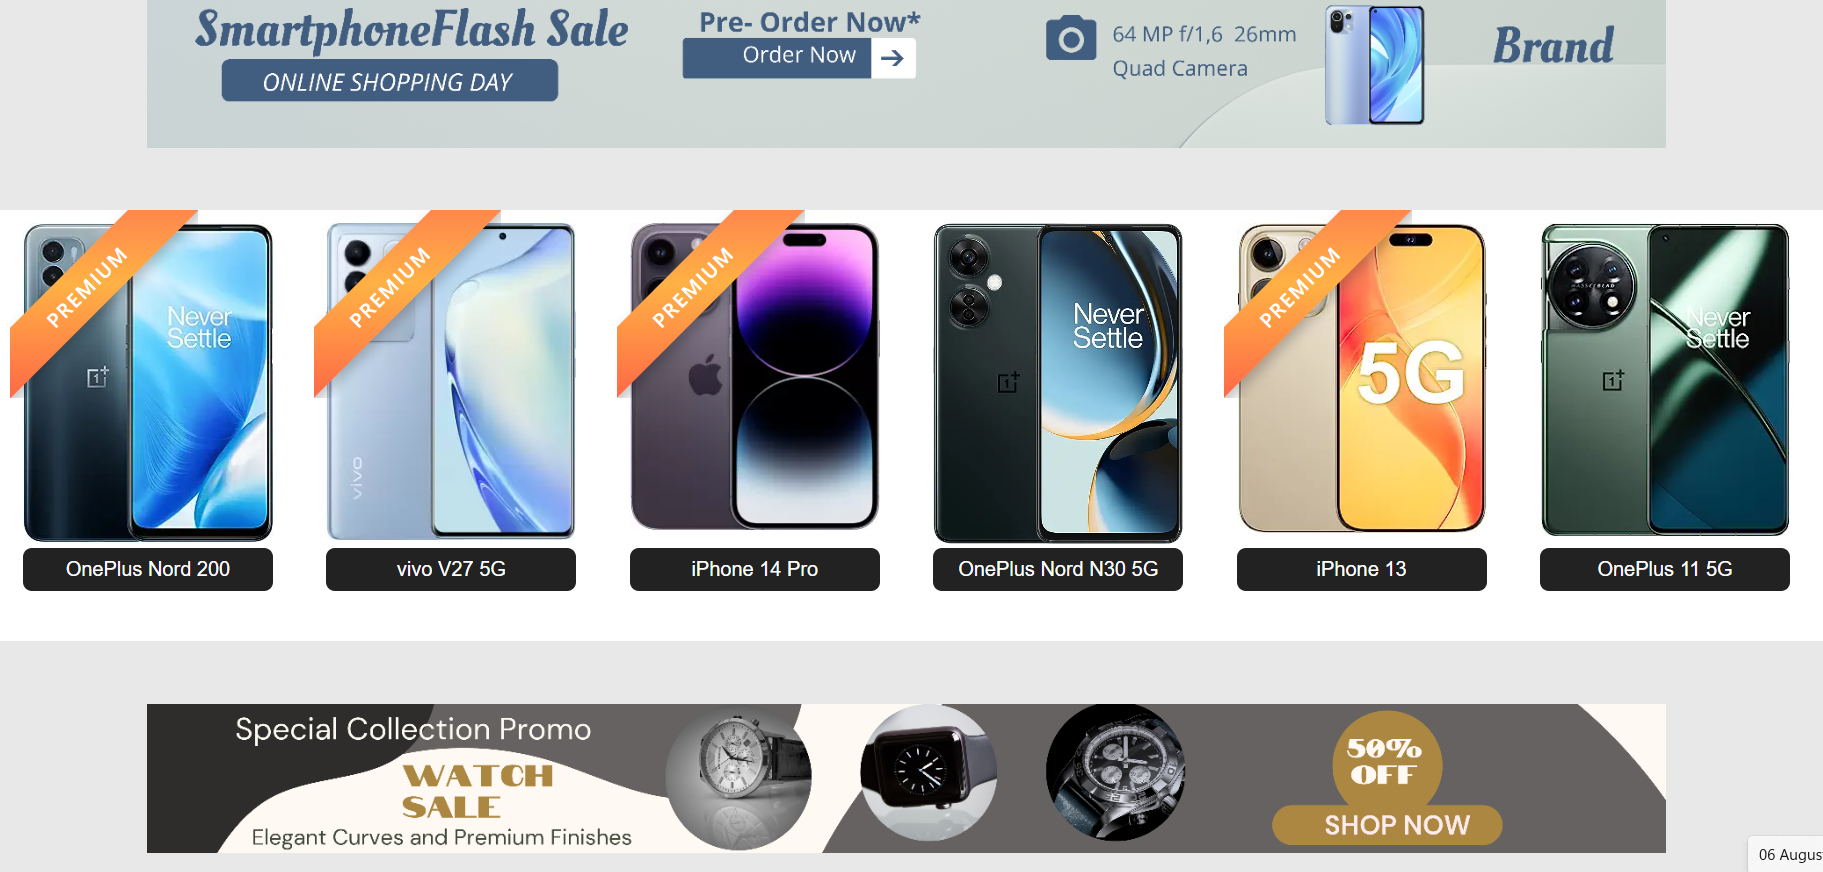 SmartphoneFlash Sale
ONLINE SHOPPING DAY
Pre- Order Now*
Order Now
64 MP f/1,6 26mm
Quad Camera
Brand
PREMIUM
Never
Settle
OnePlus Nord 200
PREMIUM
vivo
vivo V27 5G
PREMIUM
iPhone 14 Pro
Never
Settle
OnePlus Nord N30 5G
PREMIUM
5G
iPhone 13
HASSELBLAD
Never
Settle
OnePlus 11 5G
Special Collection Promo
WATCH
SALE
Elegant Curves and Premium Finishes
50%
OFF
SHOP NOW
06 Augus